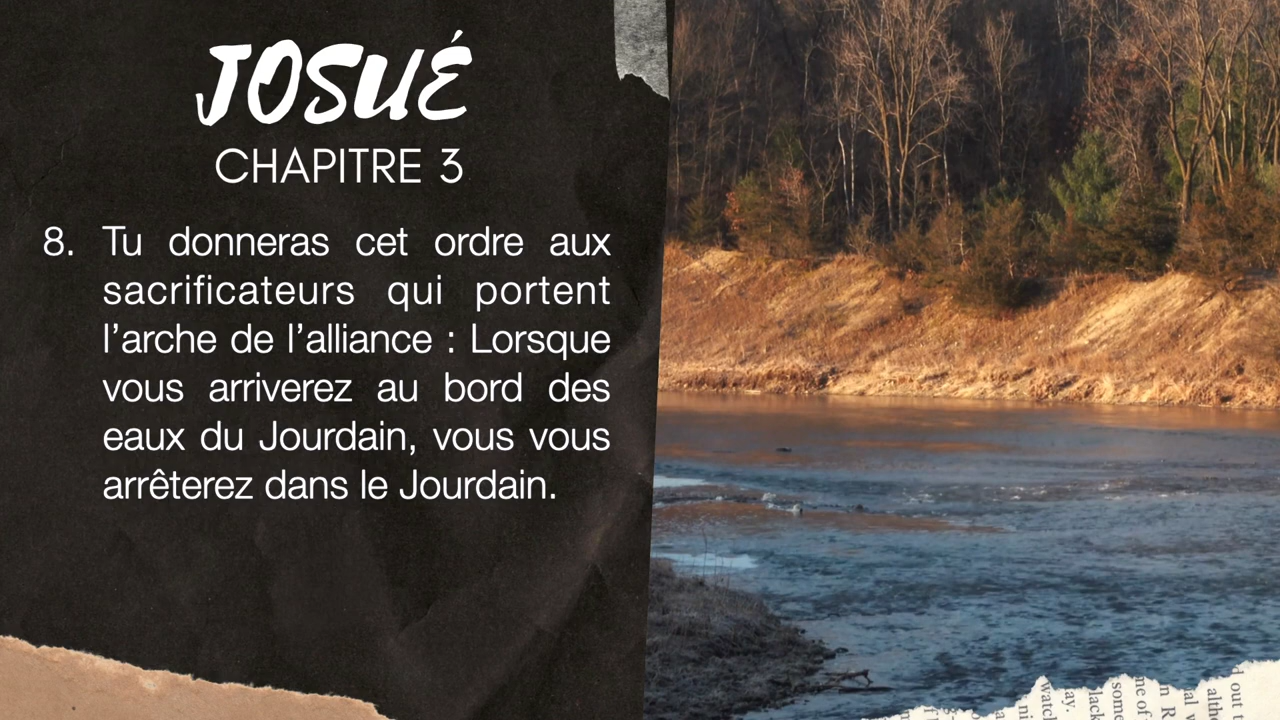 JOSUÉ
CHAPITRE 3
8. Tu donneras cet ordre aux
sacrificateurs qui portent
l’arche de l’alliance : Lorsque
vous arriverez au bord des
eaux du Jourdain, vous vous
arrêterez dans le Jourdain.